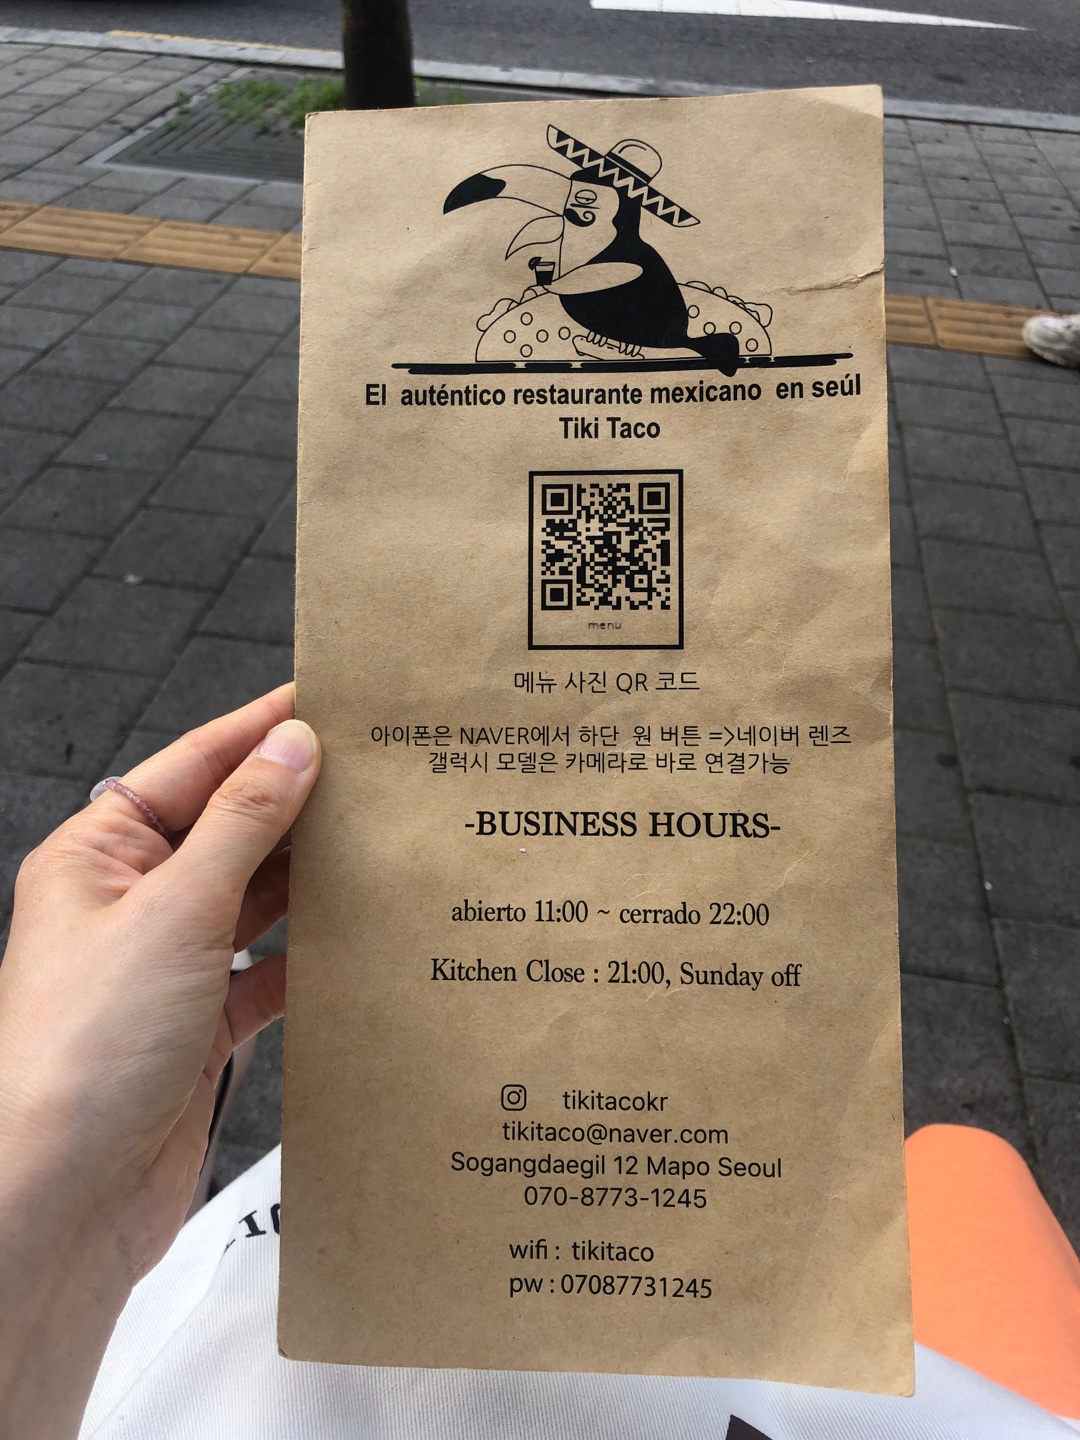 El auténtico restaurante mexicano en seúl
Tiki Taco
menu
메뉴 사진 QR 코드
아이폰은 NAVER에서 하단 원 버튼 =>네이버 렌즈
갤럭시 모델은 카메라로 바로 연결가능
-BUSINESS HOURS-
abierto 11:00 ~ cerrado 22:00
Kitchen Close : 21:00, Sunday off
tikitacokr
tikitaco@naver.com
Sogangdaegil 12 Mapo Seoul
070-8773-1245
wifi : tikitaco
pw : 07087731245